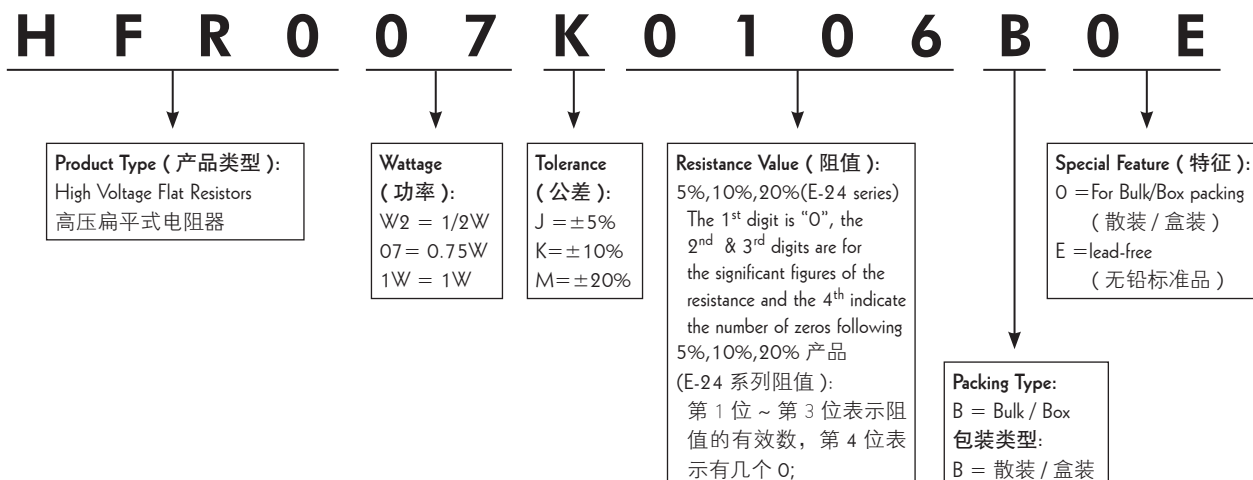 H F R 0 0 7 K 0 1 0 6 B 0 E
Product Type ( 产品类型 ):
High Voltage Flat Resistors
高压扁平式电阻器
Wattage
( 功率 ):
W2 = 1/2W
07= 0.75W
1W = 1W
Tolerance
( 公差 ):
J =±5%
K=±10%
M=±20%
Resistance Value ( 阻值 ):
5%,10%,20%(E-24 series)
The 1st digit is “0”, the
2nd & 3rd digits are for
the significant figures of the
resistance and the 4th indicate
the number of zeros following
5%,10%,20% 产品
(E-24 系列阻值 ):
第 1 位 ~ 第 3 位表示阻
值的有效数，第 4 位表
示有几个 0;
Packing Type:
B = Bulk / Box
包装类型:
B = 散装 / 盒装
Special Feature ( 特征 ):
0 =For Bulk/Box packing
( 散装 / 盒装 )
E =lead-free
( 无铅标准品 )